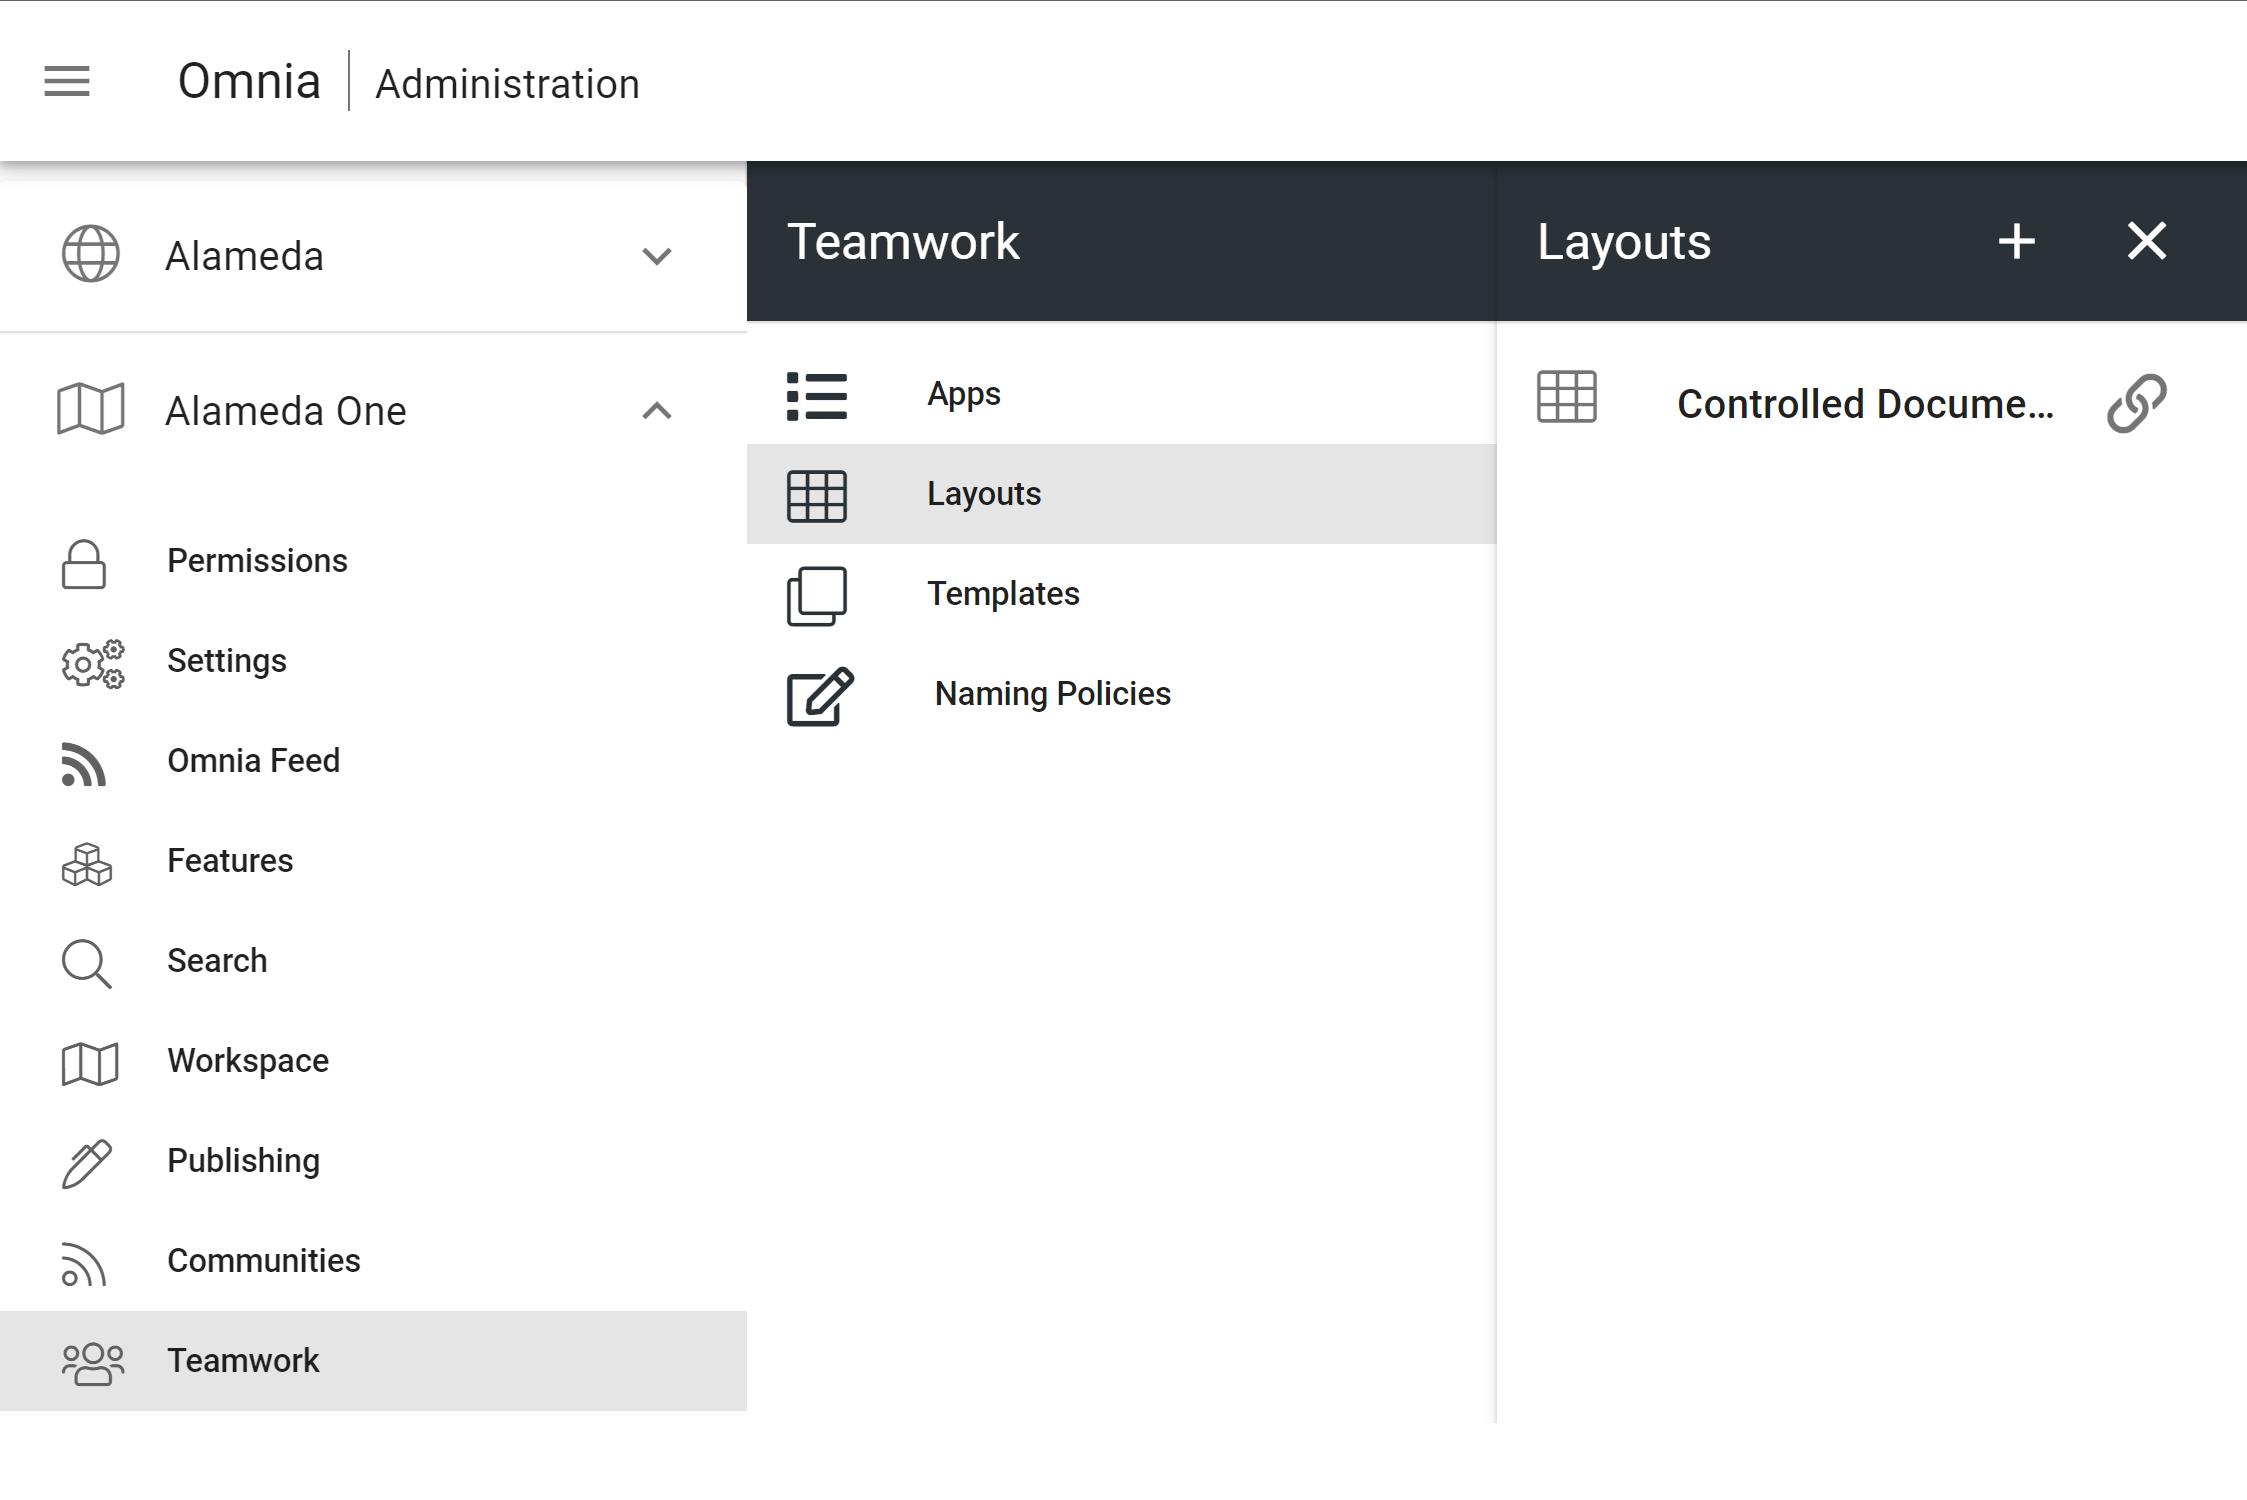 Omnia
Administration
Alameda
Alameda One
Permissions
Settings
Omnia Feed
Features
Search
Workspace
Publishing
Communities
Teamwork
Teamwork
Apps
Layouts
Templates
Naming Policies
Layouts
Controlled Docume...